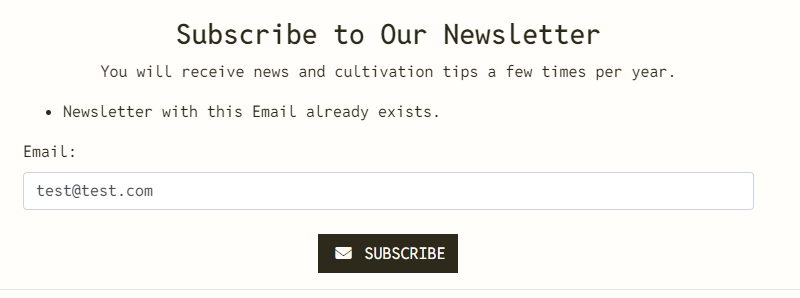 Subscribe to Our Newsletter
You will receive news and cultivation tips a few times per year.
• Newsletter with this Email already exists.
Email:
test@test.com
SUBSCRIBE